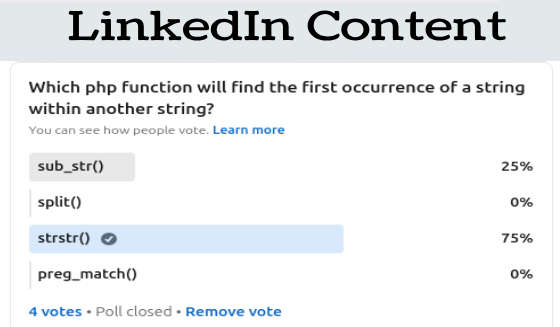 LinkedIn Content
Which php function will find the first occurrence of a string
within another string?
You can see how people vote. Learn more
sub_str() 25%
split() 0%
strstr() 75%
preg_match() 0%
4 votes • Poll closed • Remove vote